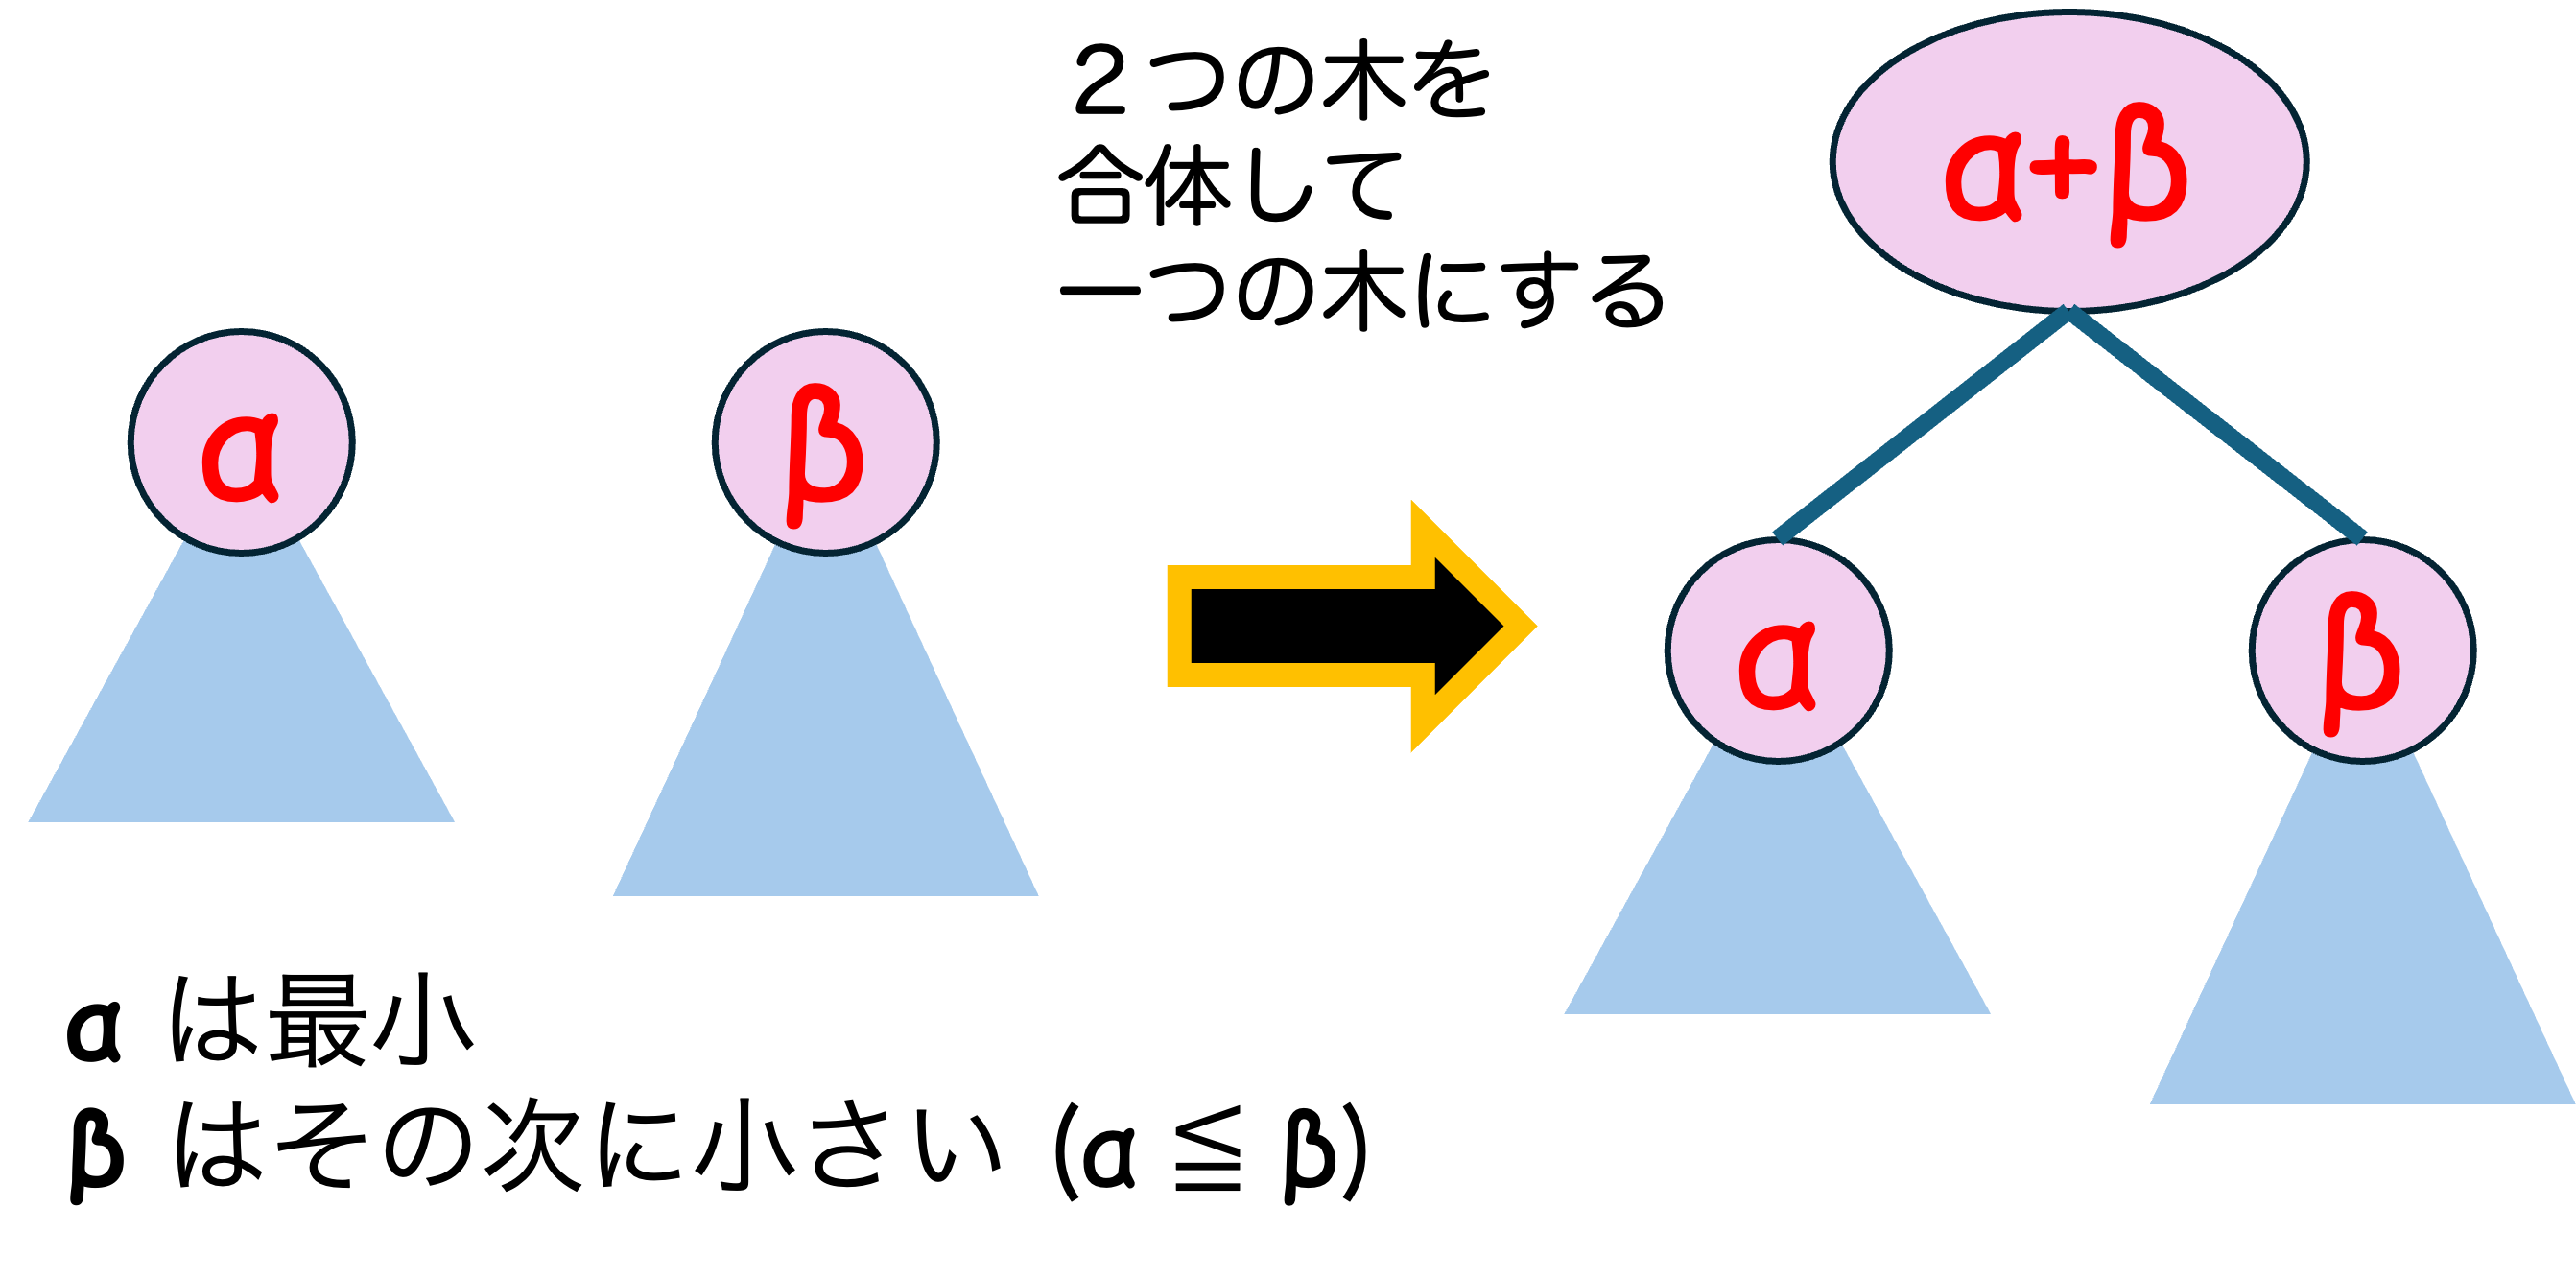 ２つの木を
合体して
一つの木にする
α+β
α
β
α
β
α は最小
β はその次に小さい (α ≦ β)